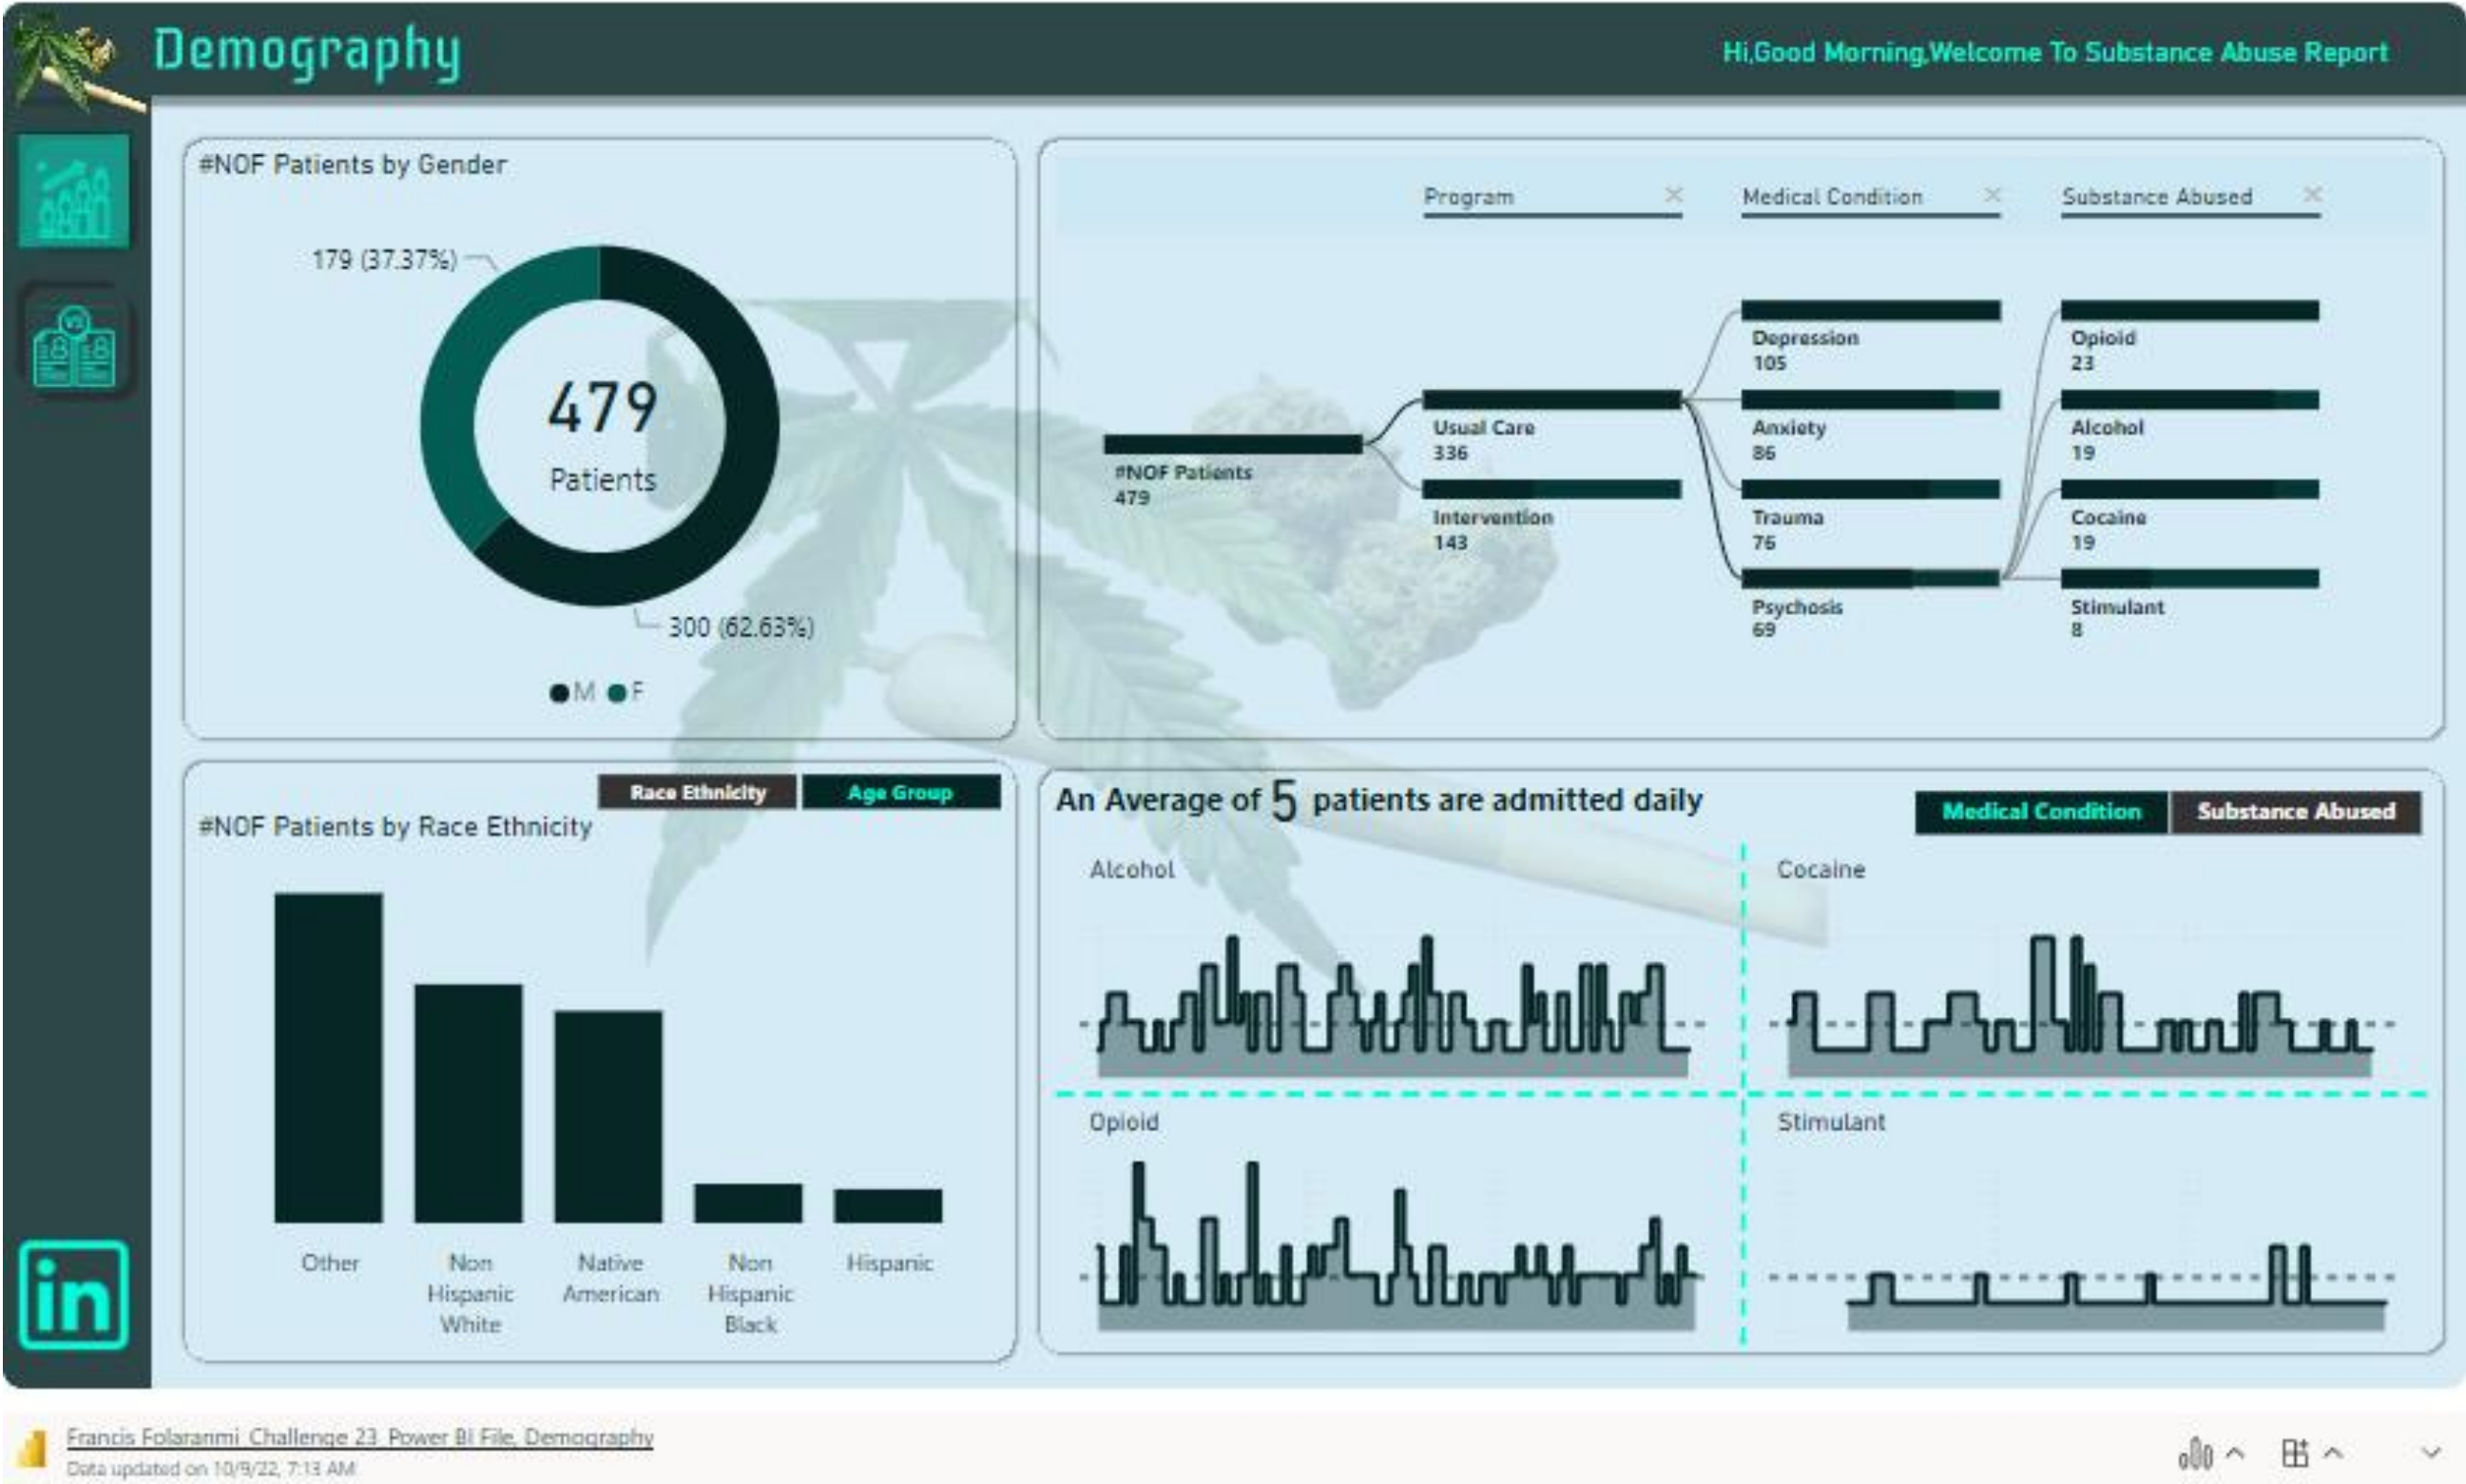 Demography
Hi,Good Morning,Welcome To Substance Abuse Report
#NOF Patients by Gender
179 (37.37%)
479
Patients
300 (62.63%)
M F
Program
Medical Condition
Substance Abused
#NOF Patients
479
Usual Care
336
Intervention
143
Depression
105
Anxiety
86
Trauma
76
Psychosis
69
Opioid
23
Alcohol
19
Cocaine
19
Stimulant
8
Race Ethnicity
Age Group
#NOF Patients by Race Ethnicity
Other
Non
Hispanic
White
Native
American
Non
Hispanic
Black
Hispanic
An Average of 5 patients are admitted daily
Medical Condition
Substance Abused
Alcohol
Cocaine
Opioid
Stimulant
in
Francis Folaranmi Challenge 23 Power BI File, Demography
Data updated on 10/9/22, 7:13 AM